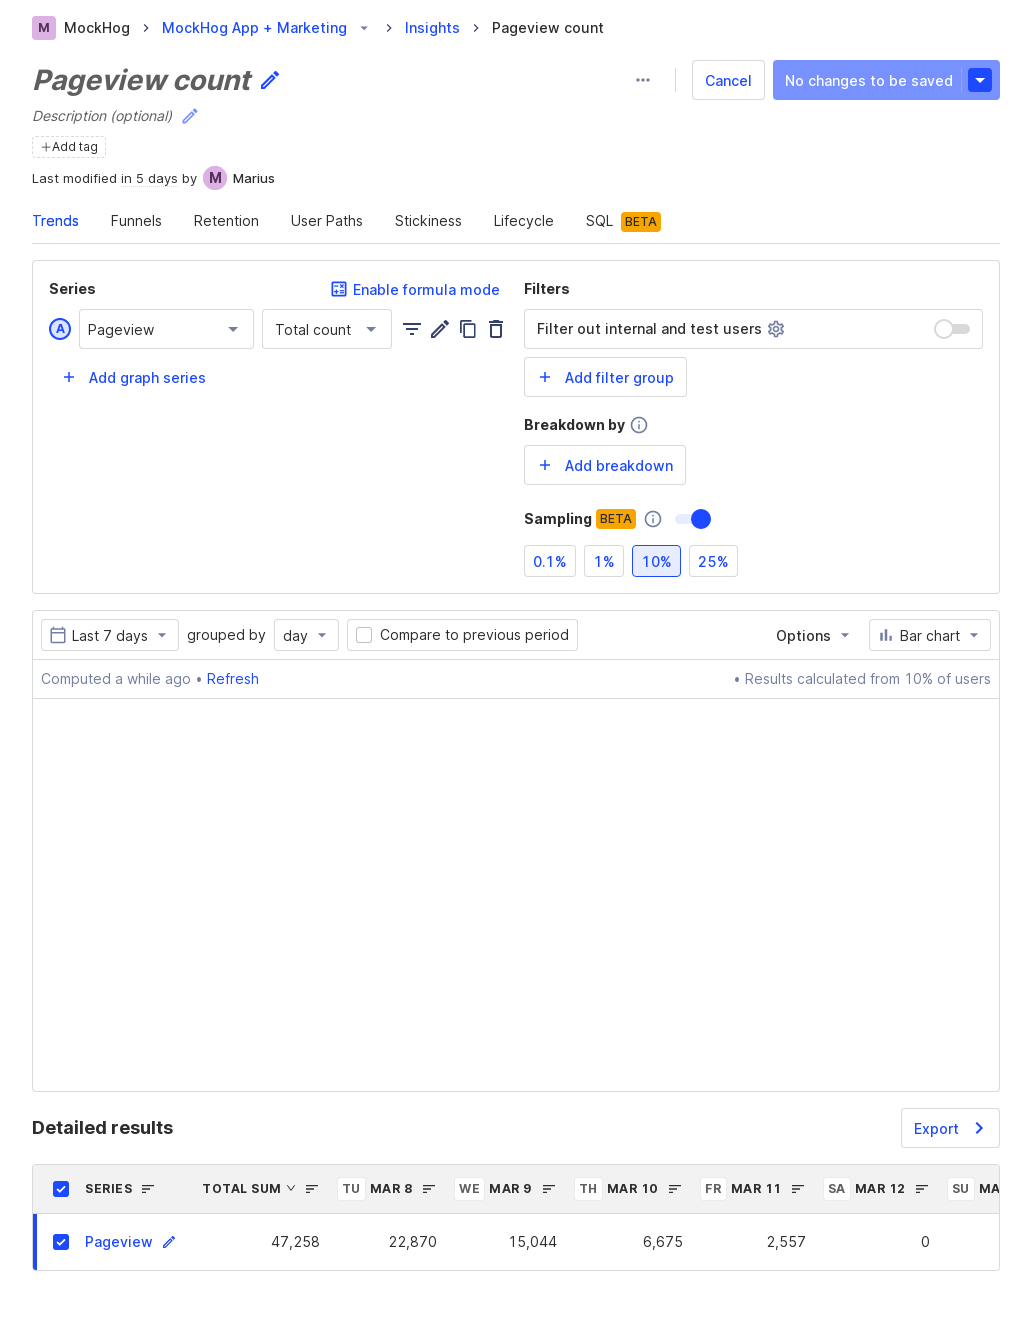 M MockHog > MockHog App + Marketing > Insights > Pageview count
Pageview count
Cancel
No changes to be saved
Description (optional)
+Add tag
Last modified in 5 days by M Marius
Trends Funnels Retention User Paths Stickiness Lifecycle SQL BETA
Series
Enable formula mode
Filters
A Pageview Total count
Filter out internal and test users
+ Add graph series
+ Add filter group
Breakdown by
+ Add breakdown
Sampling BETA
0.1% 1% 10% 25%
Last 7 days grouped by day Compare to previous period
Options Bar chart
Computed a while ago • Refresh
• Results calculated from 10% of users
Detailed results
Export
SERIES TOTAL SUM TU MAR 8 WE MAR 9 TH MAR 10 FR MAR 11 SA MAR 12 SU MA
Pageview 47,258 22,870 15,044 6,675 2,557 0